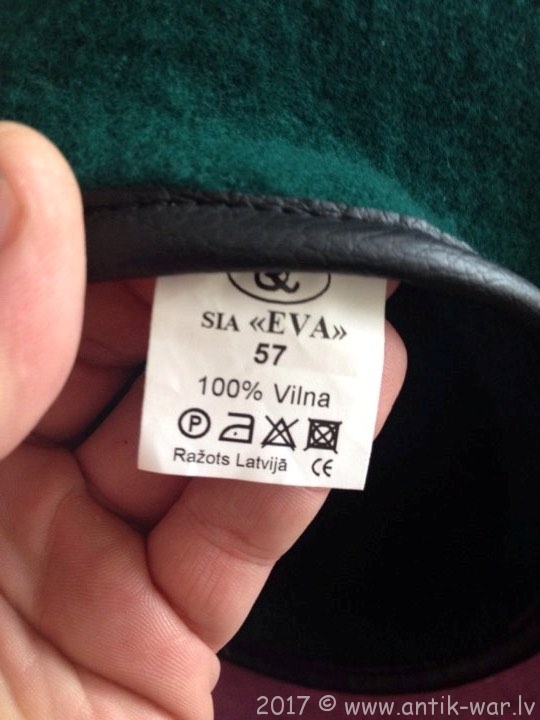 SIA «EVA»
57
100% Vilna
P
Ražots Latvijā CE
2017 © www.antik-war.lv